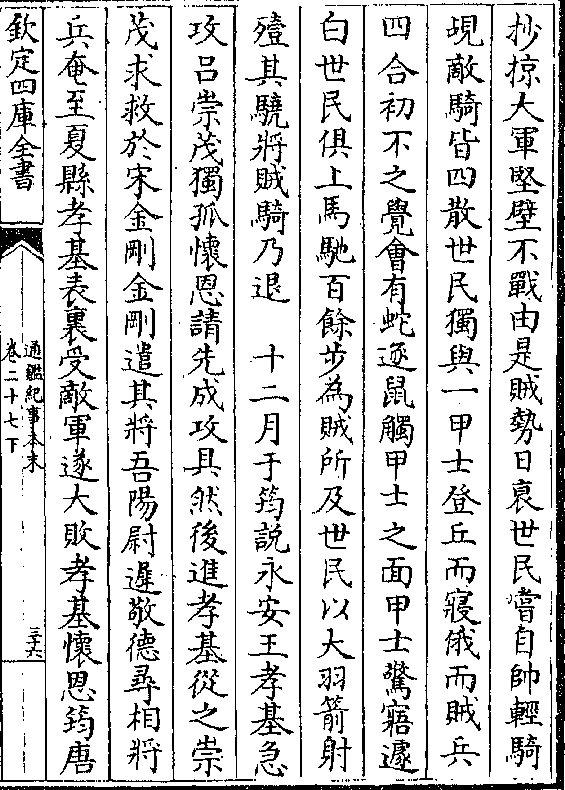 抄掠大軍堅壁不戰由是賊勢日衰世民嘗自帥輕騎
覘敵騎皆四散世民獨與一甲士登丘而寢俄而賊兵
四合初不之覺會有蛇逐鼠觸甲士之面甲士驚寤遽
白世民俱上馬馳百餘步為賊所及世民以大羽箭射
殪其驍將賊騎乃退　十二月于筠説永安王孝基急
攻吕崇茂獨孤懷恩請先成攻具然後進孝基從之崇
茂求救於宋金剛金剛遣其將吾陽尉遲敬德尋相將
兵奄至夏縣孝基表裏受敵軍遂大敗孝基懷恩筠唐
欽定四庫全書
通鑑紀事本末
卷二十七下
三十六